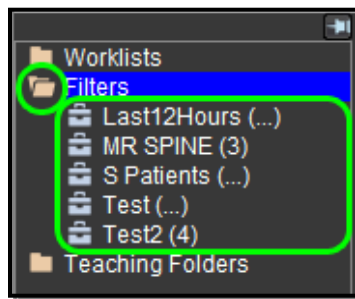 Worklists
Filters
Last12Hours (...)
MR SPINE (3)
S Patients (...)
Test (...)
Test2 (4)
Teaching Folders